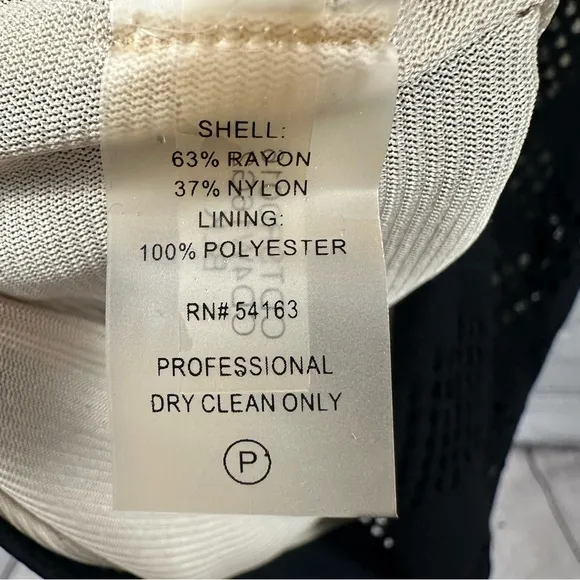 SHELL:
63% RAYON
37% NYLON
LINING:
100% POLYESTER
RN# 54163
PROFESSIONAL
DRY CLEAN ONLY
P